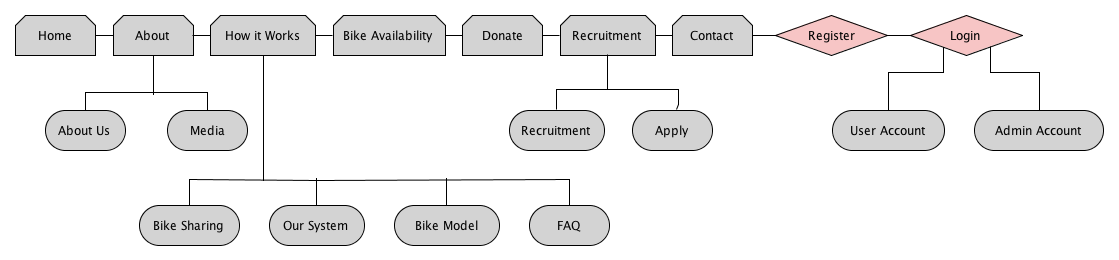 Home
About
How it Works
Bike Availability
Donate
Recruitment
Contact
Register
Login
About Us
Media
Recruitment
Apply
User Account
Admin Account
Bike Sharing
Our System
Bike Model
FAQ